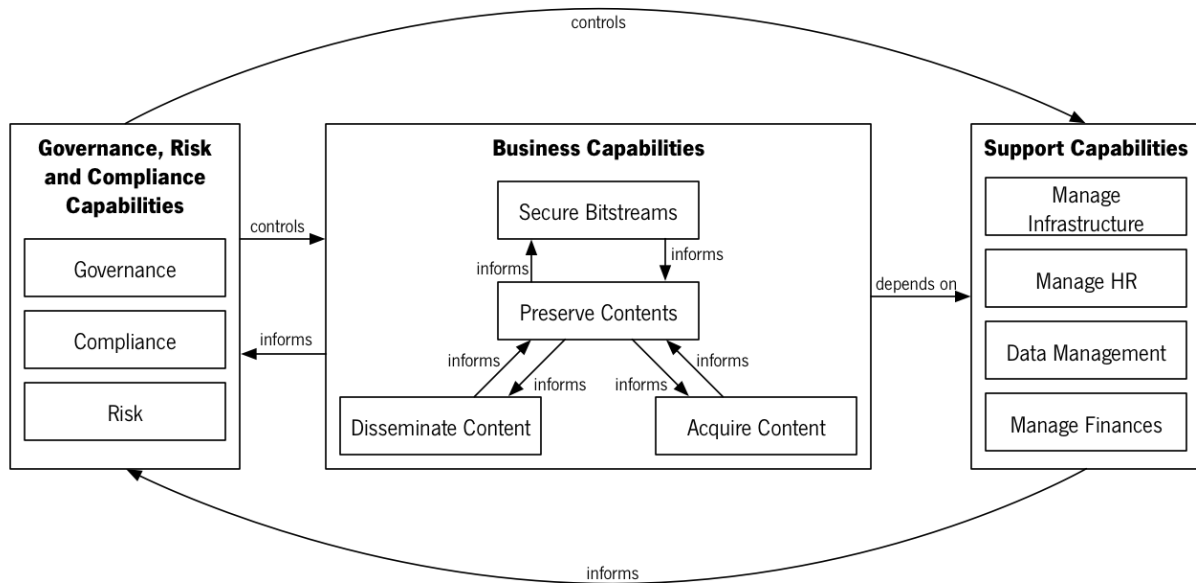 controls
Governance, Risk
and Compliance
Capabilities
Governance
Compliance
Risk
controls
informs
Business Capabilities
Secure Bitstreams
informs
informs
Preserve Contents
informs
informs
informs
informs
Disseminate Content
Acquire Content
depends on
Support Capabilities
Manage
Infrastructure
Manage HR
Data Management
Manage Finances
informs